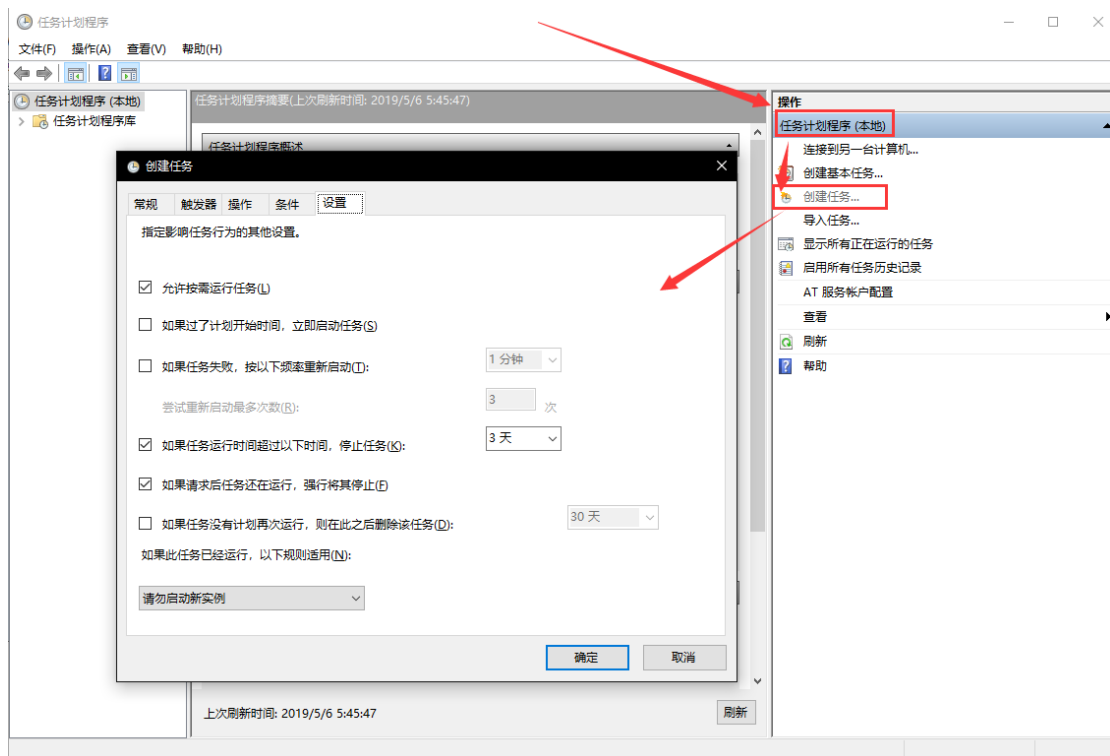 任务计划程序
文件(F) 操作(A) 查看(V) 帮助(H)
任务计划程序 (本地)
任务计划程序库
任务计划程序摘要(上次刷新时间: 2019/5/6 5:45:47)
任务计划程序概述
创建任务
常规 触发器 操作 条件 设置
指定影响任务行为的其他设置。
允许按需运行任务(L)
如果过了计划开始时间，立即启动任务(S)
如果任务失败，按以下频率重新启动(T): 1 分钟
尝试重新启动最多次数(R): 3 次
如果任务运行时间超过以下时间，停止任务(K): 3 天
如果请求后任务还在运行，强行将其停止(F)
如果任务没有计划再次运行，则在此之后删除该任务(D): 30 天
如果此任务已经运行，以下规则适用(N):
请勿启动新实例
确定 取消
上次刷新时间: 2019/5/6 5:45:47 刷新
操作
任务计划程序 (本地)
连接到另一台计算机...
创建基本任务...
创建任务...
导入任务...
显示所有正在运行的任务
启用所有任务历史记录
AT 服务帐户配置
查看
刷新
帮助